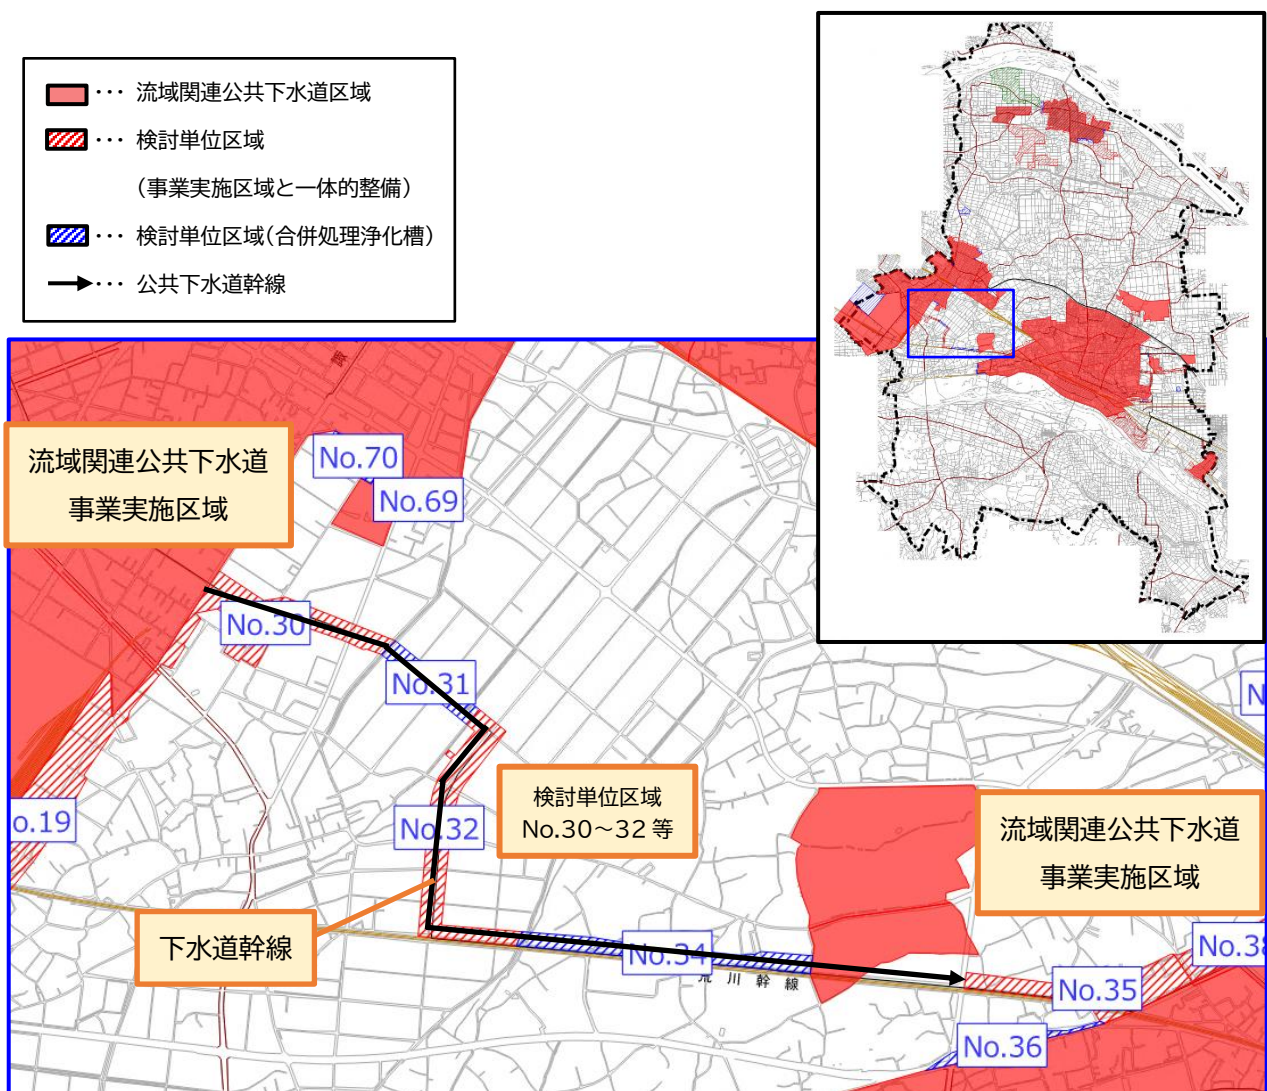 ･･･ 流域関連公共下水道区域
･･･ 検討単位区域
(事業実施区域と一体的整備)
･･･ 検討単位区域(合併処理浄化槽)
･･･ 公共下水道幹線
流域関連公共下水道
事業実施区域
No.70
No.69
No.30
No.31
検討単位区域
No.30～32 等
o.19
No.32
流域関連公共下水道
事業実施区域
下水道幹線
No.34
荒川幹線
No.35
No.38
No.36
N